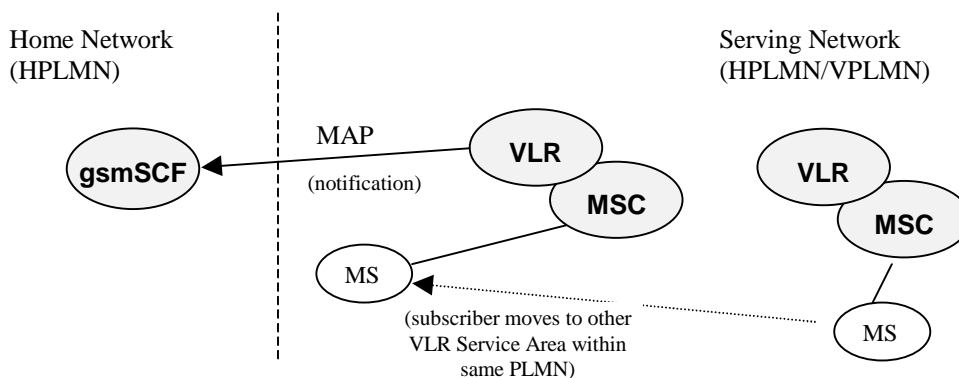 Home Network
(HPLMN)
Serving Network
(HPLMN/VPLMN)
gsmSCF
MAP
(notification)
VLR
MSC
VLR
MSC
MS
MS
(subscriber moves to other
VLR Service Area within
same PLMN)